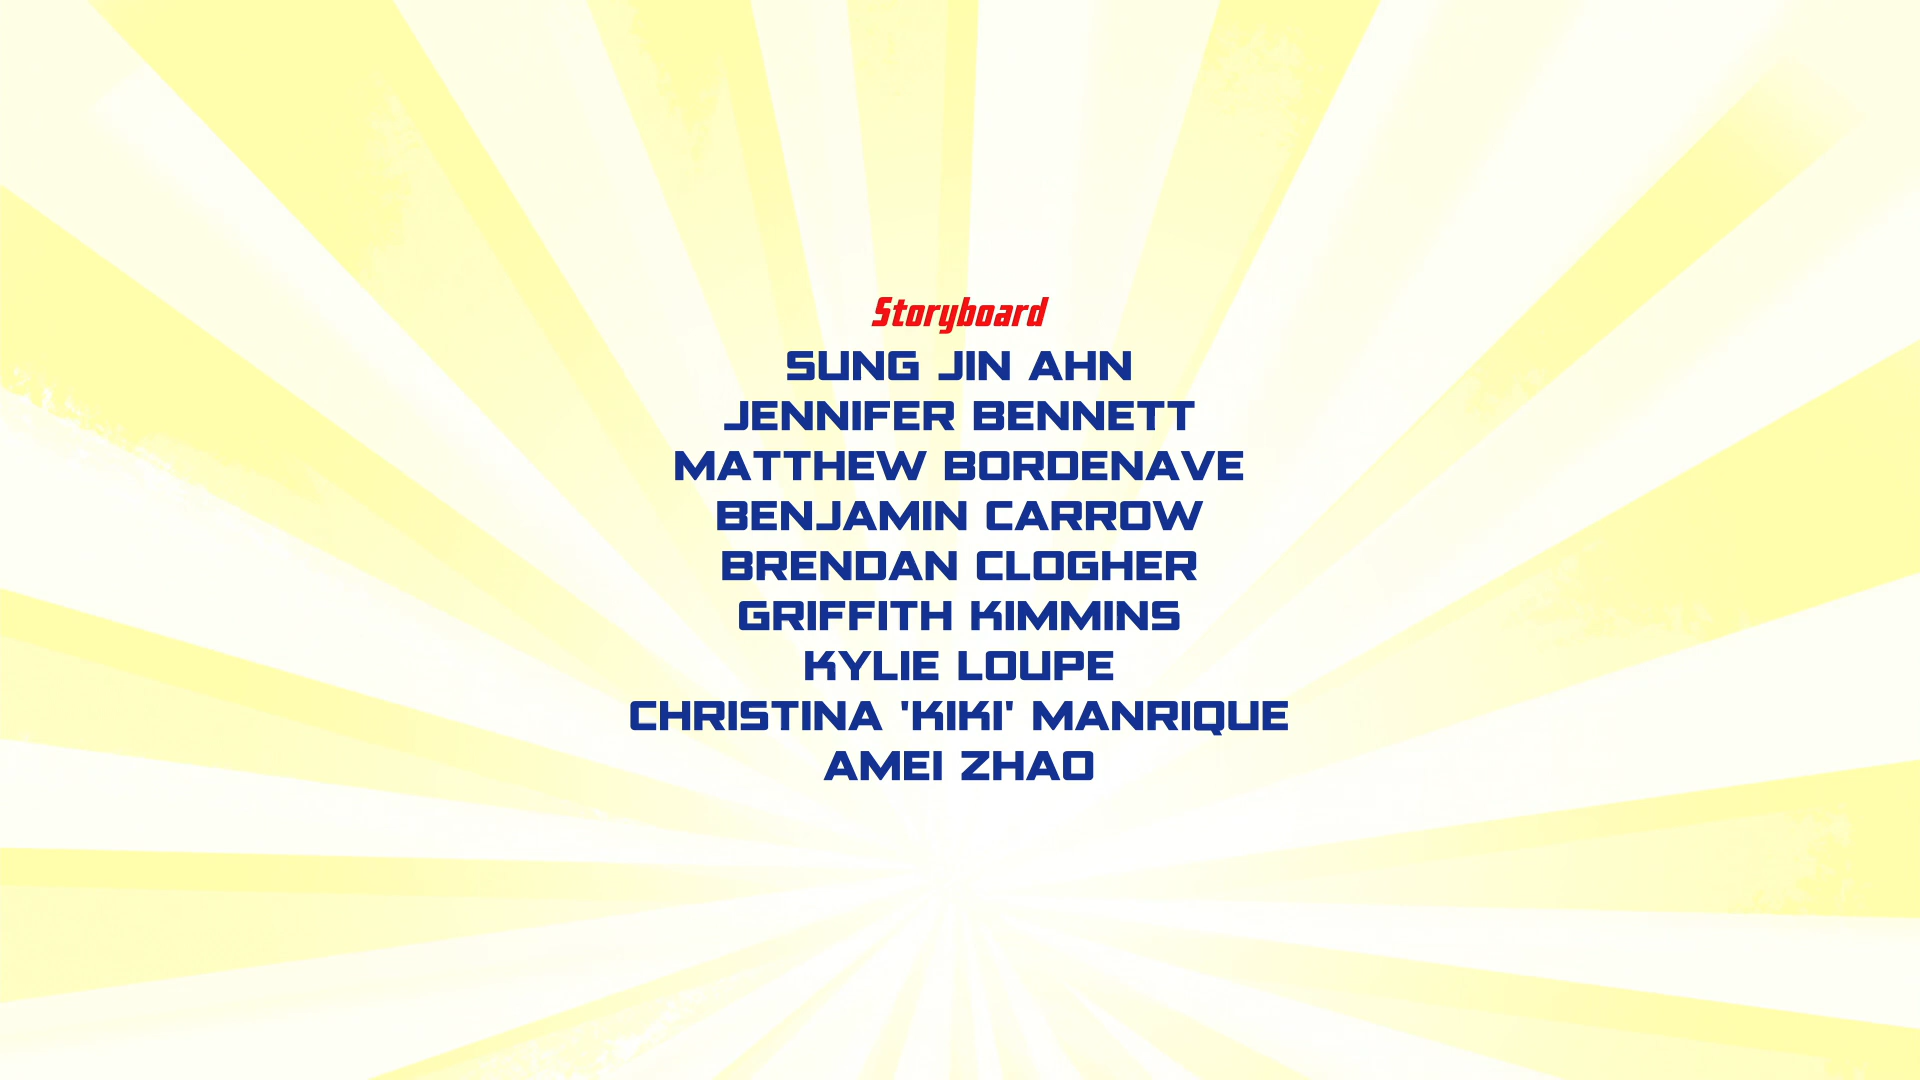 Storyboard
SUNG JIN AHN
JENNIFER BENNETT
MATTHEW BORDENAVE
BENJAMIN CARROW
BRENDAN CLOGHER
GRIFFITH KIMMINS
KYLIE LOUPE
CHRISTINA 'KIKI' MANRIQUE
AMEI ZHAO